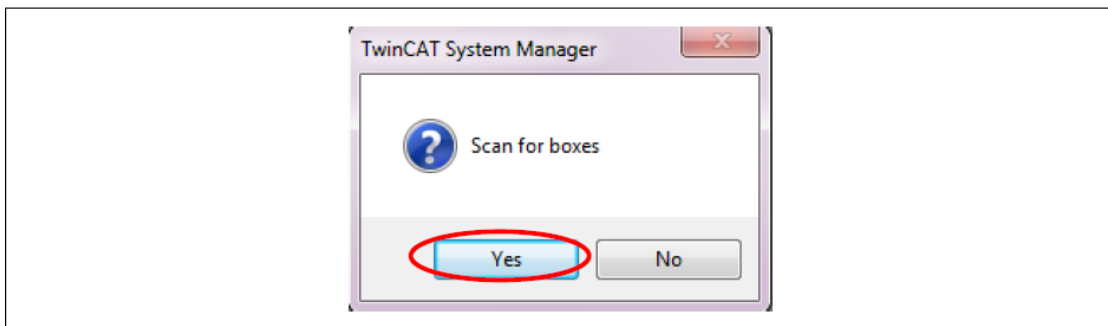 TwinCAT System Manager
Scan for boxes
Yes
No